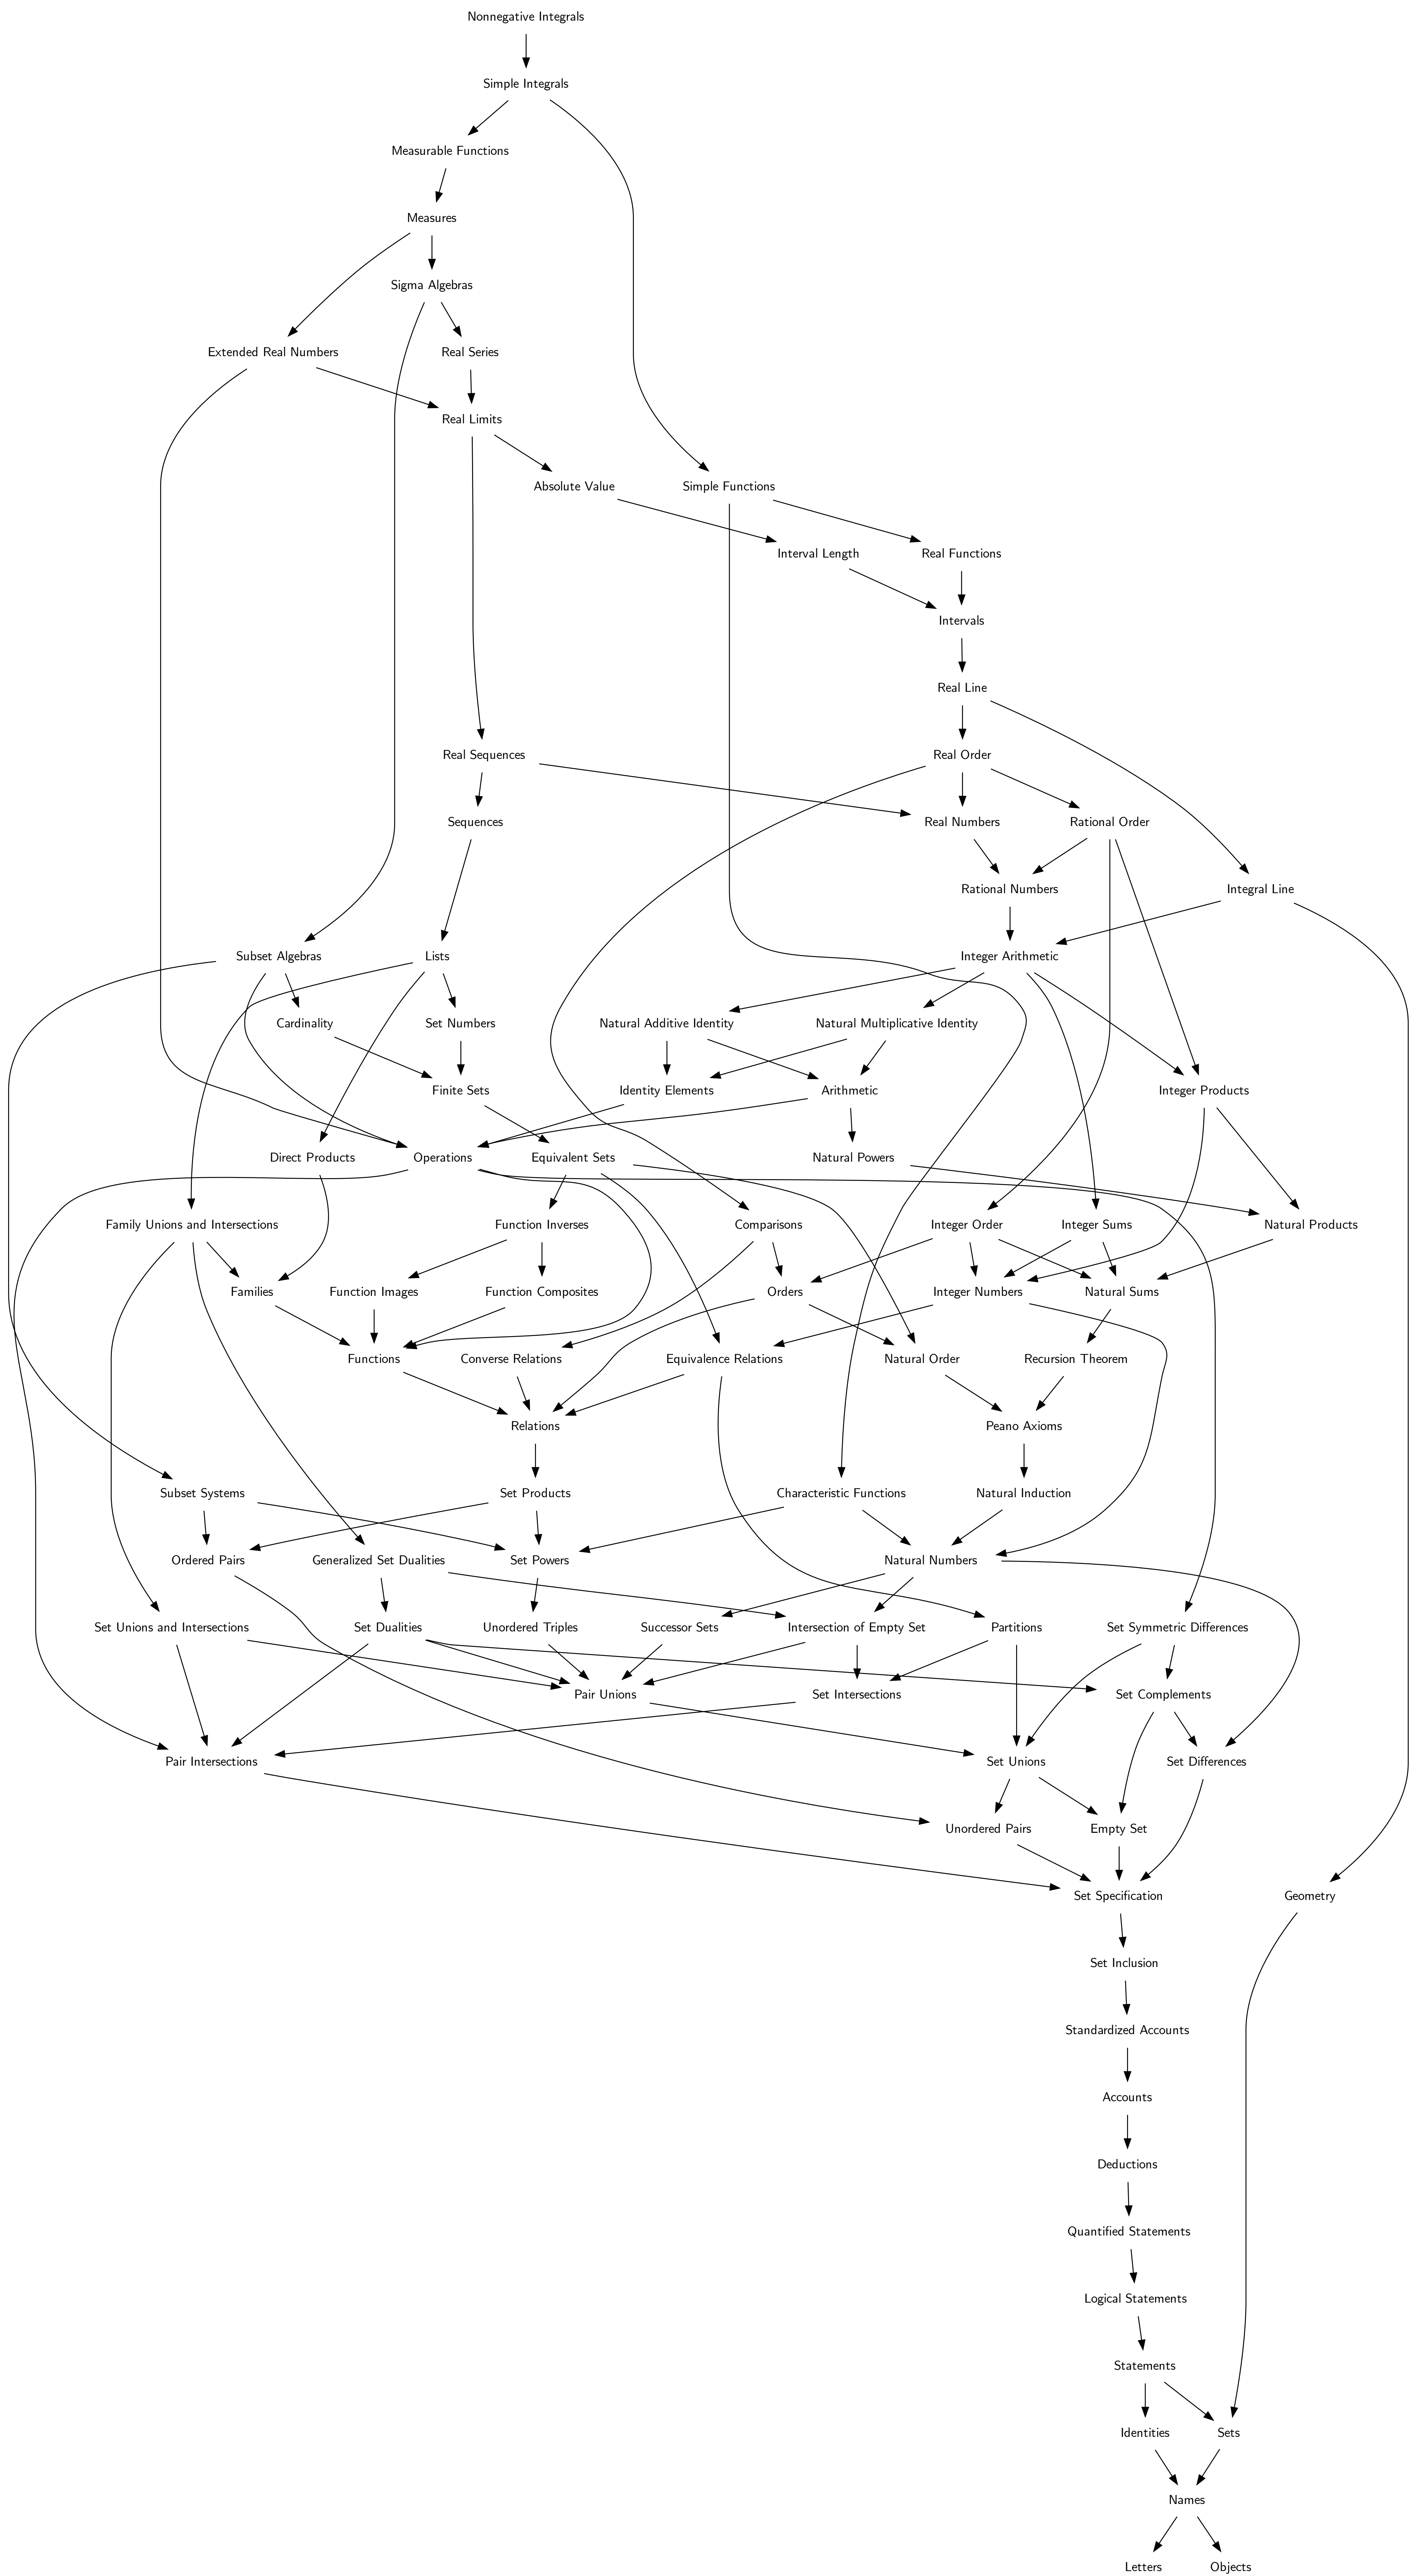 Nonnegative Integrals
Simple Integrals
Measurable Functions
Measures
Sigma Algebras
Extended Real Numbers
Real Series
Real Limits
Absolute Value
Simple Functions
Interval Length
Real Functions
Intervals
Real Line
Real Sequences
Real Order
Sequences
Real Numbers
Rational Order
Rational Numbers
Integral Line
Subset Algebras
Lists
Integer Arithmetic
Cardinality
Set Numbers
Natural Additive Identity
Natural Multiplicative Identity
Finite Sets
Identity Elements
Arithmetic
Integer Products
Direct Products
Operations
Equivalent Sets
Natural Powers
Family Unions and Intersections
Function Inverses
Comparisons
Integer Order
Integer Sums
Natural Products
Families
Function Images
Function Composites
Orders
Integer Numbers
Natural Sums
Functions
Converse Relations
Equivalence Relations
Natural Order
Recursion Theorem
Relations
Peano Axioms
Subset Systems
Set Products
Characteristic Functions
Natural Induction
Ordered Pairs
Generalized Set Dualities
Set Powers
Natural Numbers
Set Unions and Intersections
Set Dualities
Unordered Triples
Successor Sets
Intersection of Empty Set
Partitions
Set Symmetric Differences
Pair Unions
Set Intersections
Set Complements
Pair Intersections
Set Unions
Set Differences
Unordered Pairs
Empty Set
Set Specification
Geometry
Set Inclusion
Standardized Accounts
Accounts
Deductions
Quantified Statements
Logical Statements
Statements
Identities
Sets
Names
Letters
Objects